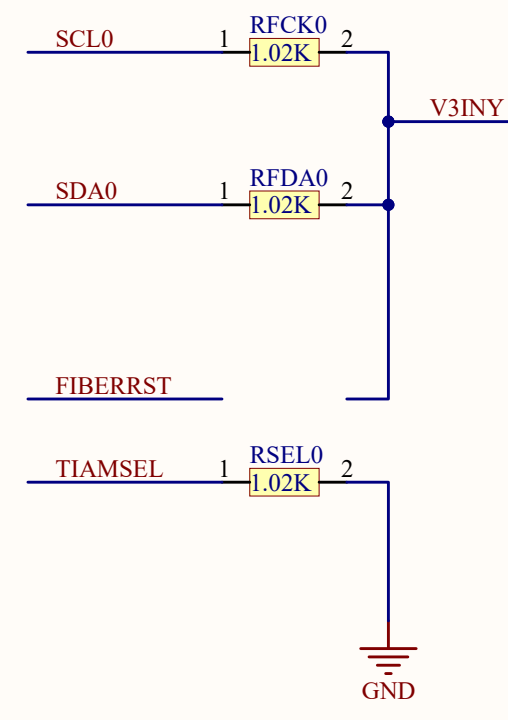 RFCK0
SCL0 1 1.02K 2
V3INY
RFDA0
SDA0 1 1.02K 2
FIBERRST
RSEL0
TIAMSEL 1 1.02K 2
GND